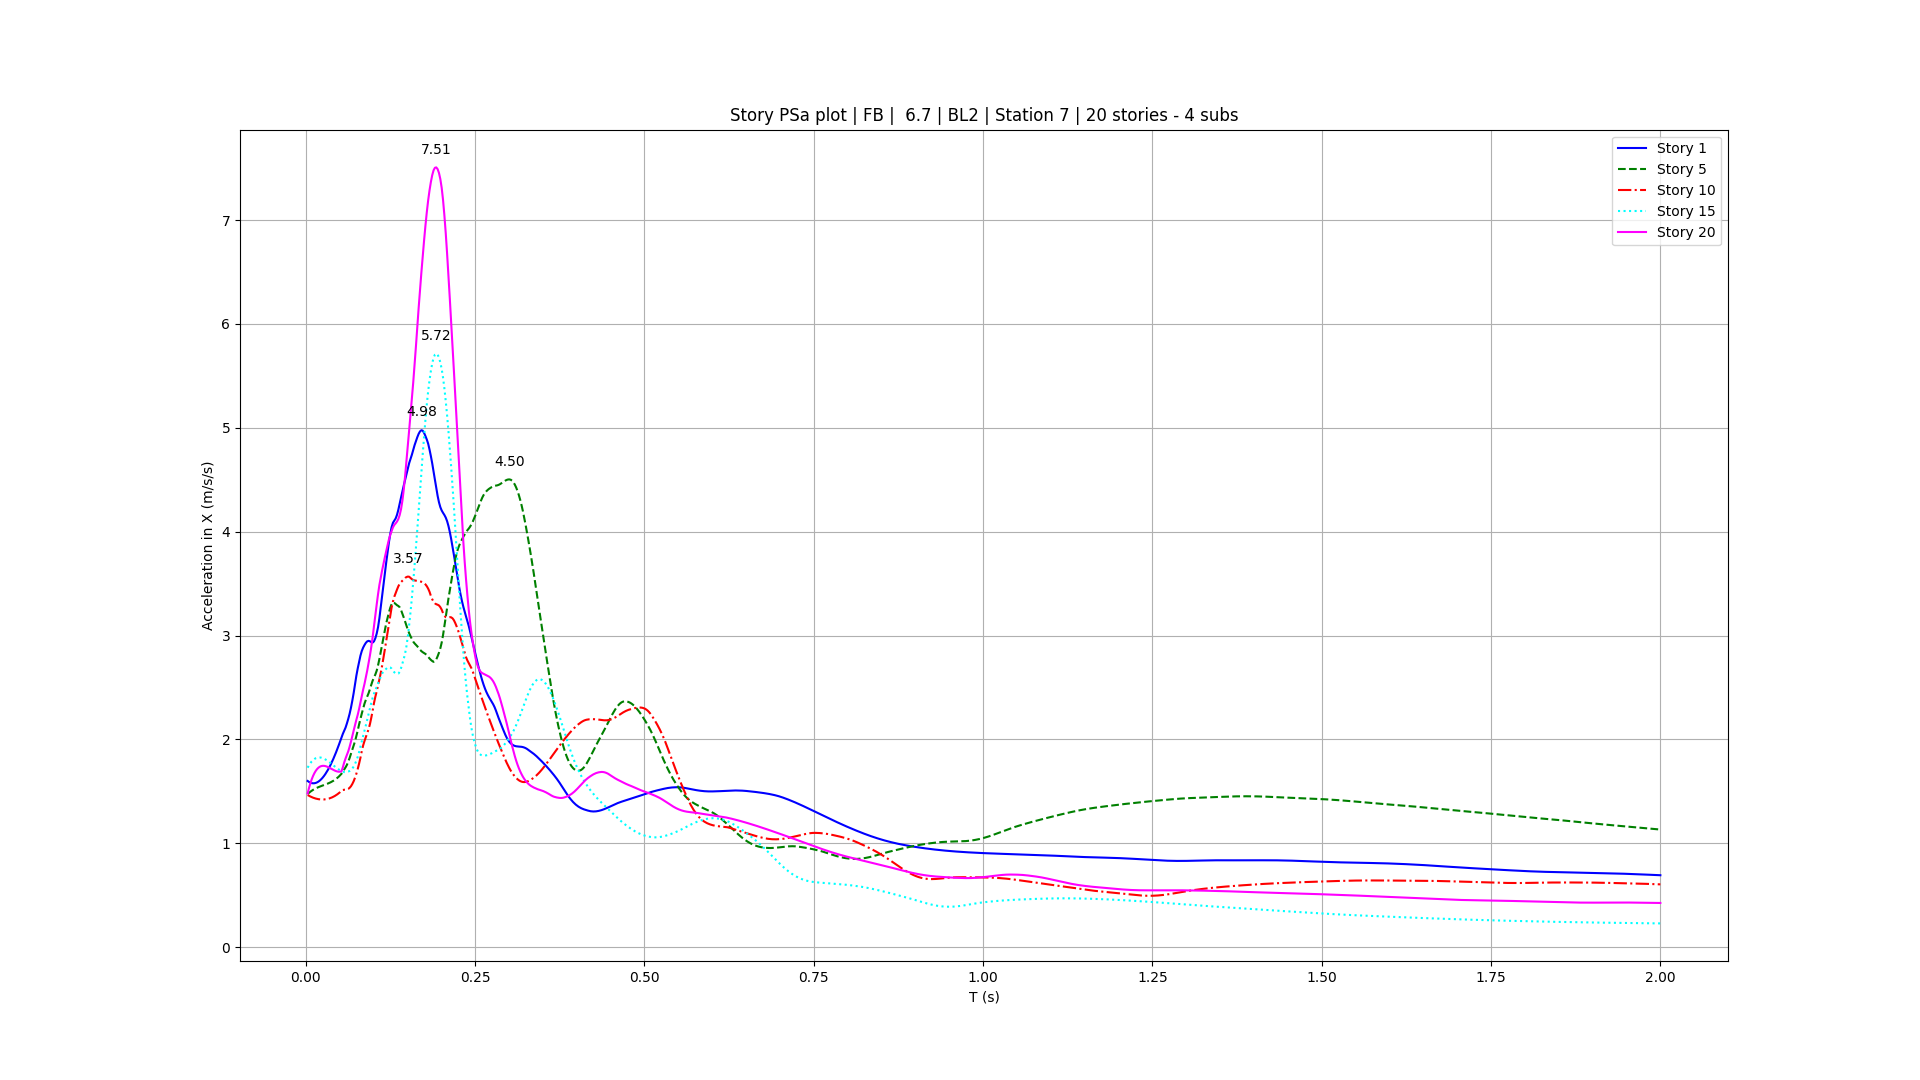 Story PSa plot | FB |  6.7 | BL2 | Station 7 | 20 stories - 4 subs
Story 1
Story 5
Story 10
Story 15
Story 20
7.51
5.72
4.98
4.50
3.57
Acceleration in X (m/s/s)
7
6
5
4
3
2
1
0
0.00 0.25 0.50 0.75 1.00 1.25 1.50 1.75 2.00
T (s)